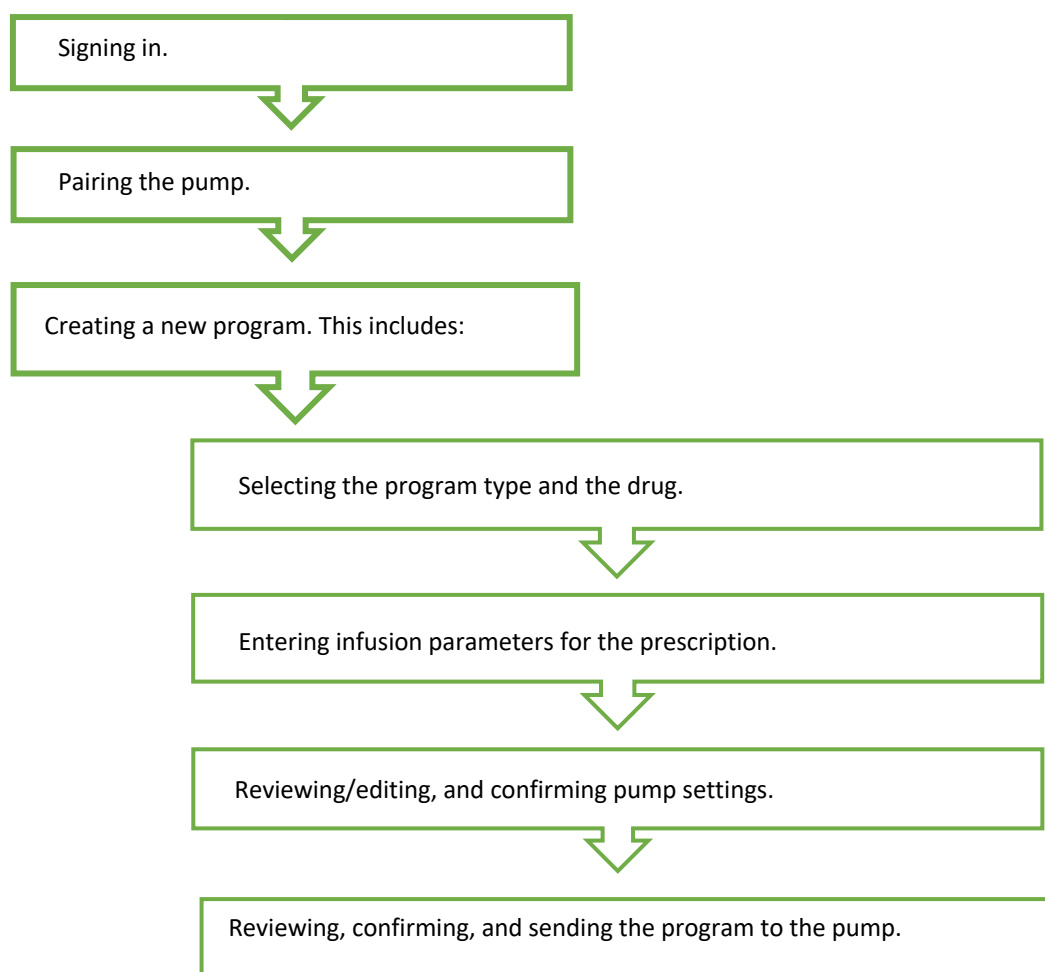 Signing in.
Pairing the pump.
Creating a new program. This includes:
Selecting the program type and the drug.
Entering infusion parameters for the prescription.
Reviewing/editing, and confirming pump settings.
Reviewing, confirming, and sending the program to the pump.